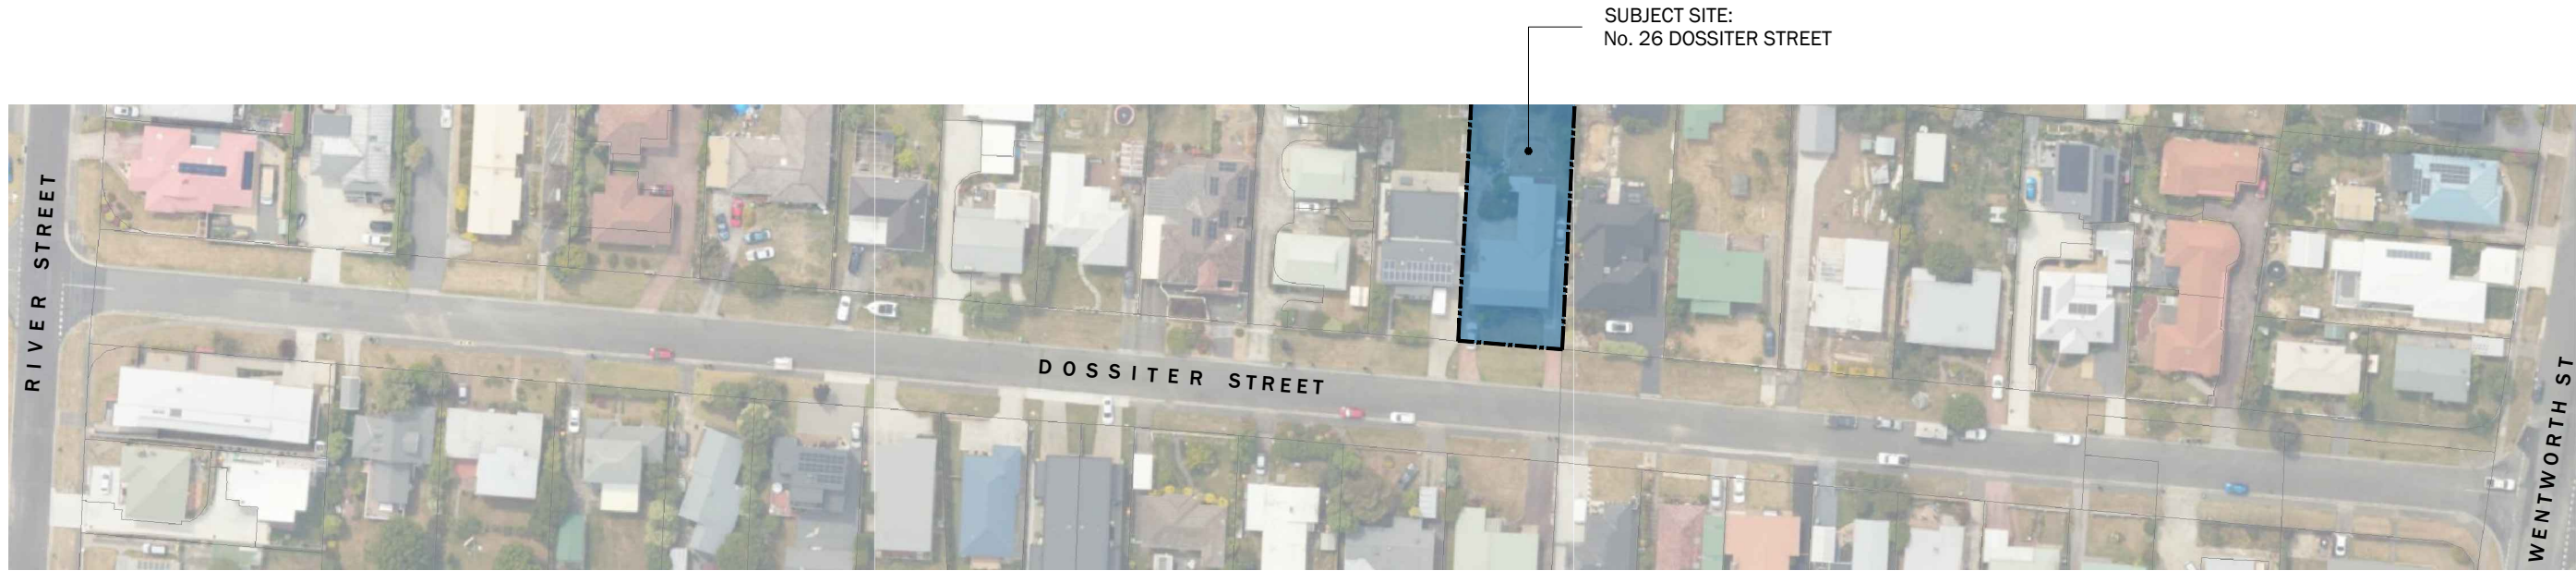 SUBJECT SITE:
No. 26 DOSSITER STREET
RIVER STREET
DOSSITER STREET
WENTWORTH ST